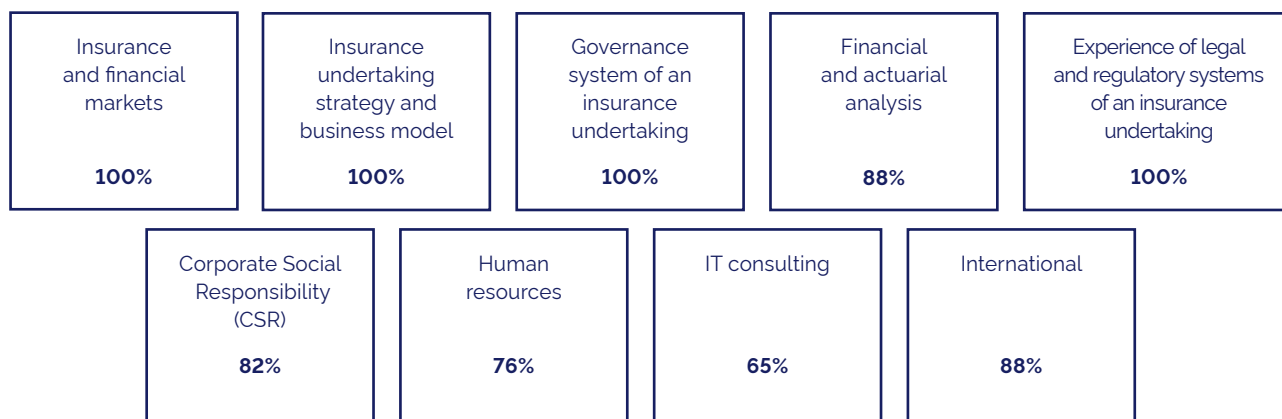 Insurance
and financial
markets
100%
Insurance
undertaking
strategy and
business model
100%
Governance
system of an
insurance
undertaking
100%
Financial
and actuarial
analysis
88%
Experience of legal
and regulatory systems
of an insurance
undertaking
100%
Corporate Social
Responsibility
(CSR)
82%
Human
resources
76%
IT consulting
65%
International
88%